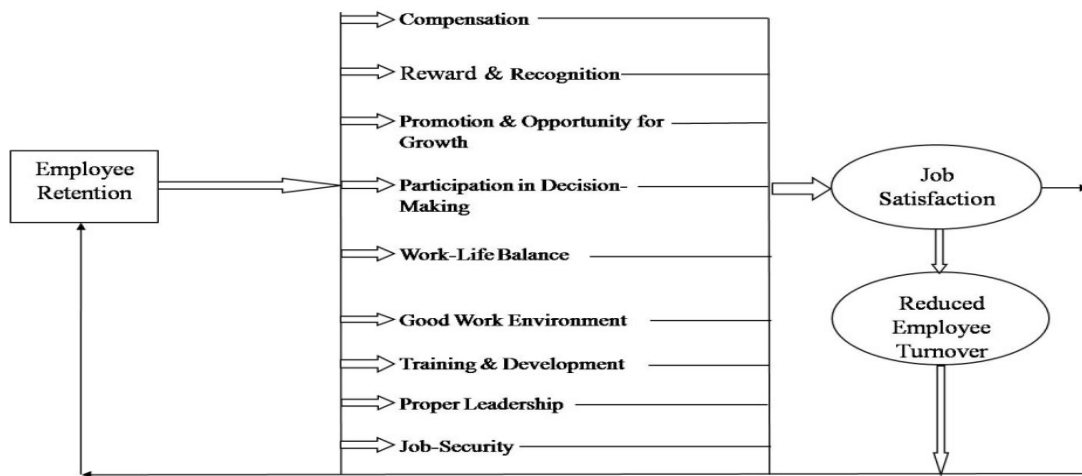 Employee
Retention
Compensation
Reward & Recognition
Promotion & Opportunity for
Growth
Participation in Decision-
Making
Work-Life Balance
Good Work Environment
Training & Development
Proper Leadership
Job-Security
Job
Satisfaction
Reduced
Employee
Turnover